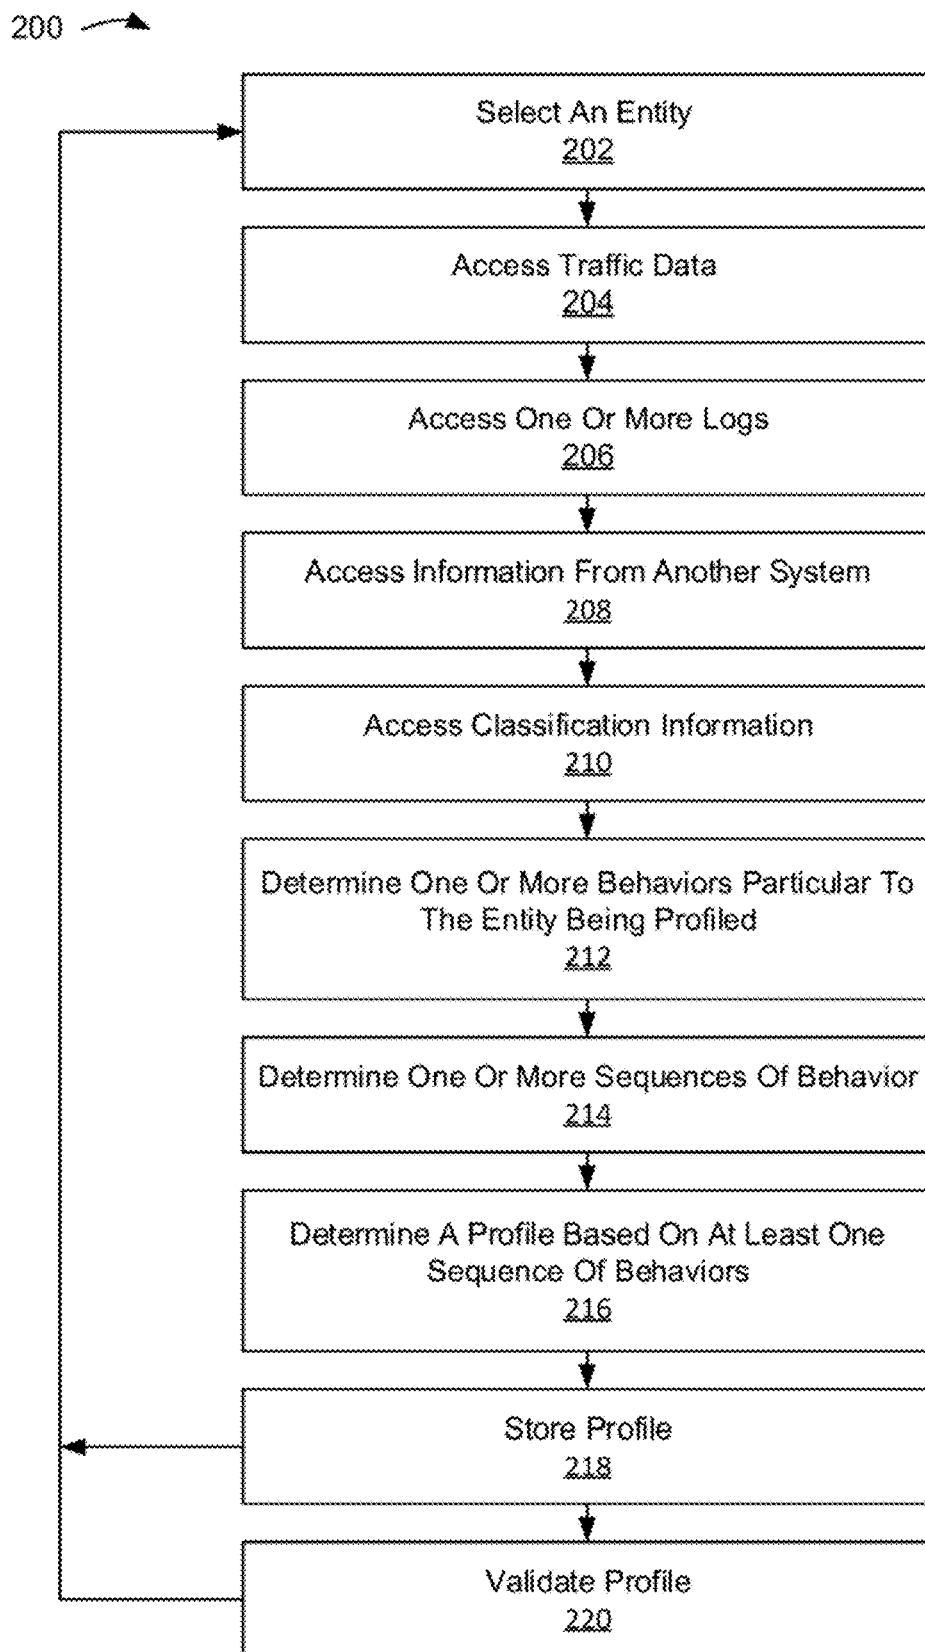 200
Select An Entity
202
Access Traffic Data
204
Access One Or More Logs
206
Access Information From Another System
208
Access Classification Information
210
Determine One Or More Behaviors Particular To
The Entity Being Profiled
212
Determine One Or More Sequences Of Behavior
214
Determine A Profile Based On At Least One
Sequence Of Behaviors
216
Store Profile
218
Validate Profile
220